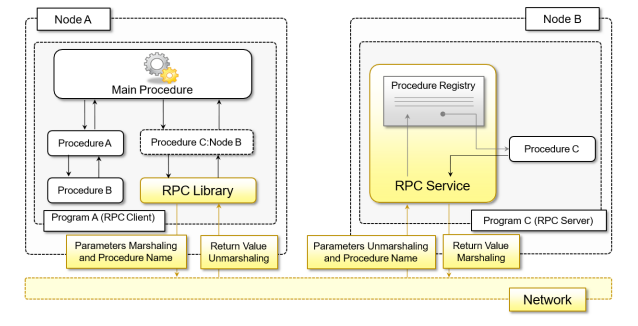 Node A
Node B
Main Procedure
Procedure Registry
Procedure A
Procedure C:Node B
Procedure C
Procedure B
RPC Library
RPC Service
Program A (RPC Client)
Program C (RPC Server)
Parameters Marshaling
and Procedure Name
Return Value
Unmarshaling
Parameters Unmarshaling
and Procedure Name
Return Value
Marshaling
Network